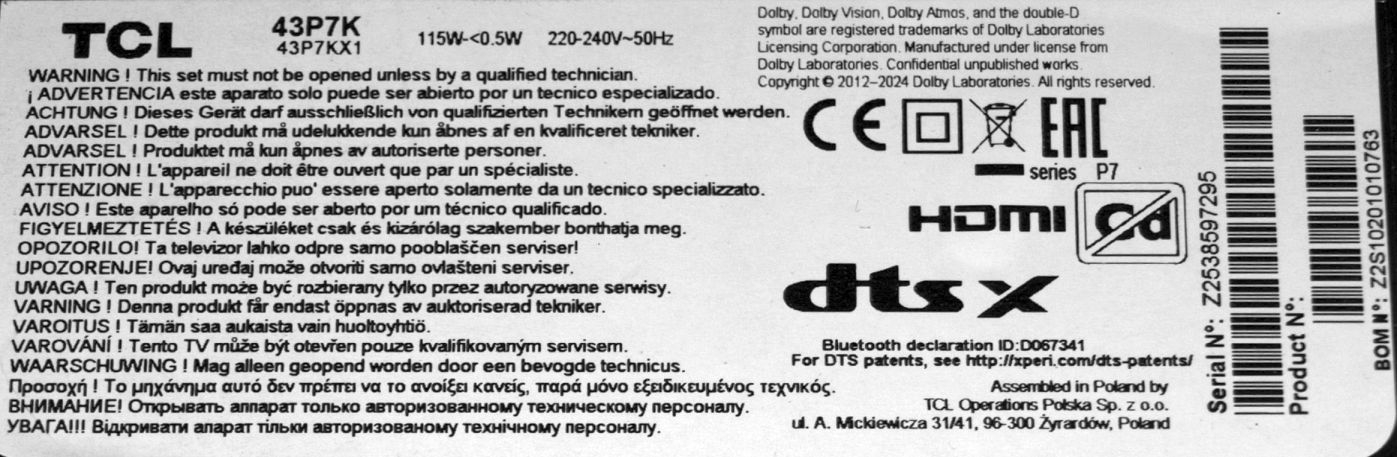 TCL
43P7K
43P7KX1
115W-<0.5W 220-240V~50Hz
WARNING ! This set must not be opened unless by a qualified technician.
¡ ADVERTENCIA este aparato solo puede ser abierto por un tecnico especializado.
ACHTUNG ! Dieses Gerät darf ausschließlich von qualifizierten Technikern geöffnet werden.
ADVARSEL ! Dette produkt må udelukkende kun åbnes af en kvalificeret tekniker.
ADVARSEL ! Produktet må kun åpnes av autoriserte personer.
ATTENTION ! L'appareil ne doit être ouvert que par un spécialiste.
ATTENZIONE ! L'apparecchio puo' essere aperto solamente da un tecnico specializzato.
AVISO ! Este aparelho só pode ser aberto por um técnico qualificado.
FIGYELMEZTETÉS ! A készüléket csak és kizárólag szakember bonthatja meg.
OPOZORILO! Ta televizor lahko odpre samo pooblaščen serviser!
UPOZORENJE! Ovaj uređaj može otvoriti samo ovlašteni serviser.
UWAGA ! Ten produkt może być rozbierany tylko przez autoryzowane serwisy.
VARNING ! Denna produkt får endast öppnas av auktoriserad tekniker.
VAROITUS ! Tämän saa aukaista vain huoltoyhtiö.
VAROVÁNÍ ! Tento TV může být otevřen pouze kvalifikovaným servisem.
WAARSCHUWING ! Mag alleen geopend worden door een bevogde technicus.
Προσοχή ! Το μηχάνημα αυτό δεν πρέπει να το ανοίξει κανείς, παρά μόνο εξειδικευμένος τεχνικός.
ВНИМАНИЕ! Открывать аппарат только авторизованному техническому персоналу.
УВАГА!!! Відкривати апарат тільки авторизованому технічному персоналу.
Dolby, Dolby Vision, Dolby Atmos, and the double-D
symbol are registered trademarks of Dolby Laboratories
Licensing Corporation. Manufactured under license from
Dolby Laboratories. Confidential unpublished works.
Copyright © 2012–2024 Dolby Laboratories. All rights reserved.
CE EAC
series P7
HDMI Cd
dts x
Bluetooth declaration ID:D067341
For DTS patents, see http://xperi.com/dts-patents/
Assembled in Poland by
TCL Operations Polska Sp. z o.o.
ul. A. Mickiewicza 31/41, 96-300 Żyrardów, Poland
Serial N°: Z2538597295
Product N°:
BOM N°: Z2S10201010763